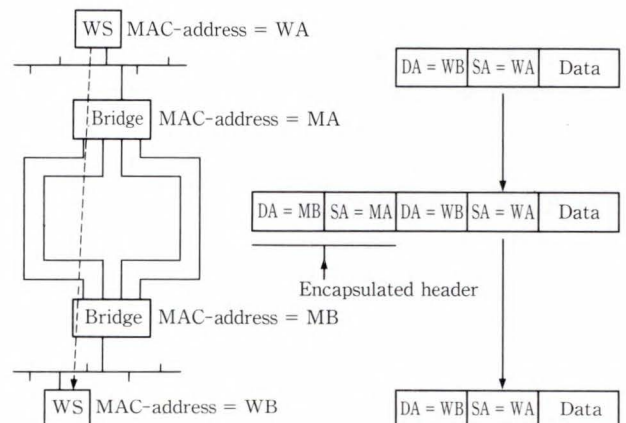 WS MAC-address = WA
DA = WB SA = WA Data
Bridge MAC-address = MA
DA = MB SA = MA DA = WB SA = WA Data
Encapsulated header
Bridge MAC-address = MB
WS MAC-address = WB
DA = WB SA = WA Data